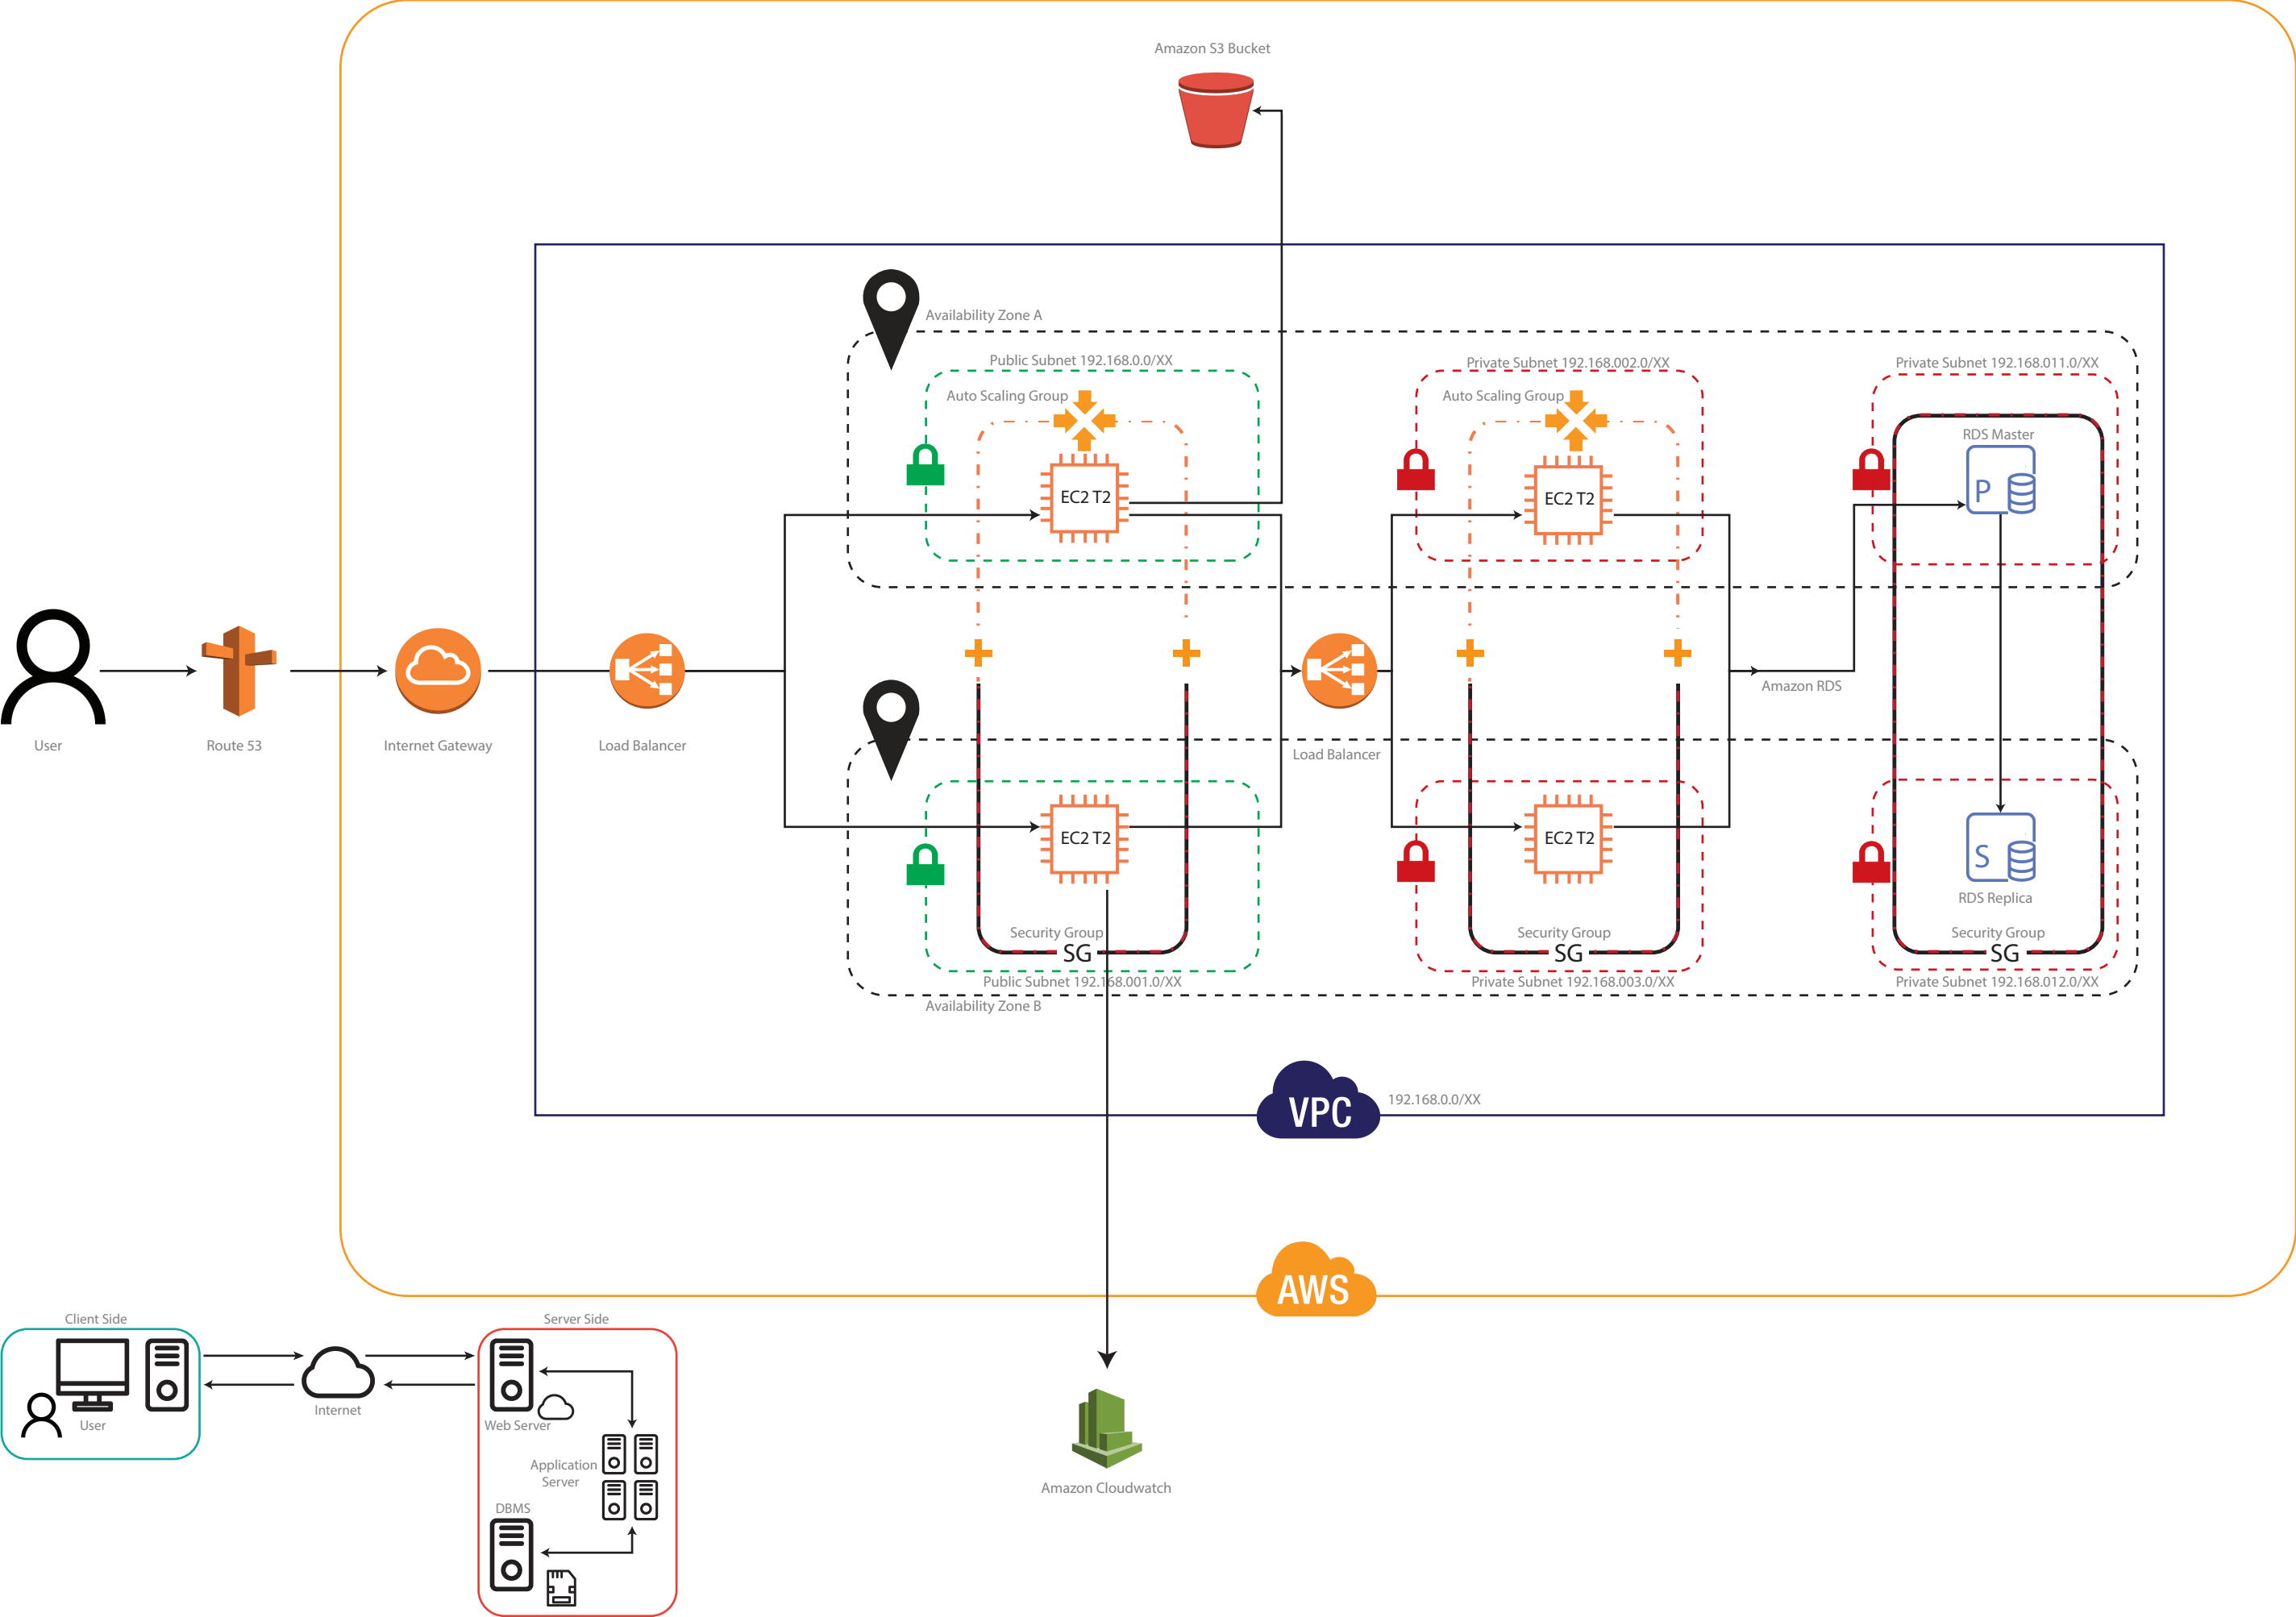 Amazon S3 Bucket
Availability Zone A
Public Subnet 192.168.0.0/XX
Private Subnet 192.168.002.0/XX
Private Subnet 192.168.011.0/XX
Auto Scaling Group
Auto Scaling Group
RDS Master
P
EC2 T2
EC2 T2
User
Route 53
Internet Gateway
Load Balancer
Load Balancer
Amazon RDS
EC2 T2
EC2 T2
S
RDS Replica
Security Group
SG
Security Group
SG
Security Group
SG
Public Subnet 192.168.001.0/XX
Private Subnet 192.168.003.0/XX
Private Subnet 192.168.012.0/XX
Availability Zone B
VPC
192.168.0.0/XX
AWS
Client Side
User
Internet
Server Side
Web Server
Application
Server
DBMS
Amazon Cloudwatch